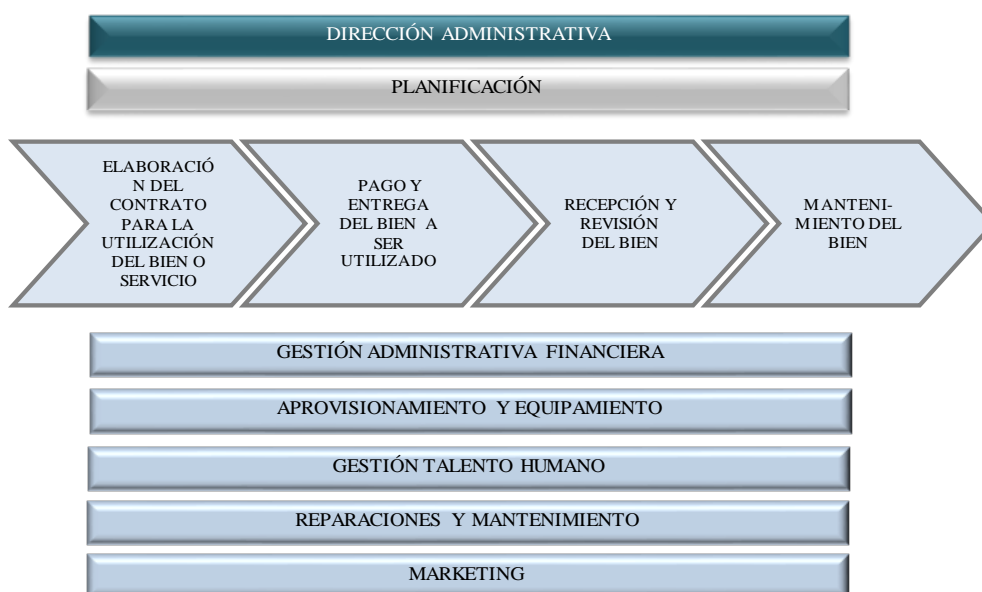 DIRECCIÓN ADMINISTRATIVA
PLANIFICACIÓN
ELABORACIÓ
N DEL
CONTRATO
PARA LA
UTILIZACIÓN
DEL BIEN O
SERVICIO
PAGO Y
ENTREGA
DEL BIEN A
SER
UTILIZADO
RECEPCIÓN Y
REVISIÓN
DEL BIEN
MANTENI-
MIENTO DEL
BIEN
GESTIÓN ADMINISTRATIVA FINANCIERA
APROVISIONAMIENTO Y EQUIPAMIENTO
GESTIÓN TALENTO HUMANO
REPARACIONES Y MANTENIMIENTO
MARKETING